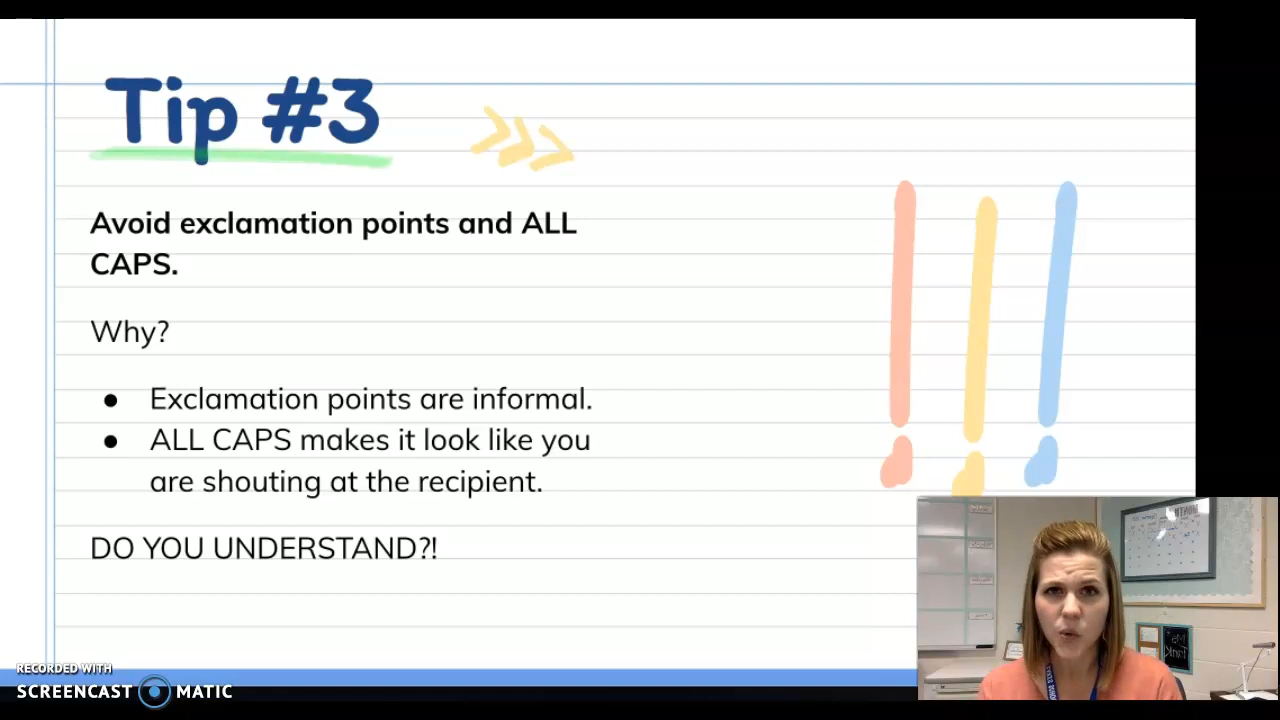 Tip #3
Avoid exclamation points and ALL
CAPS.
Why?
● Exclamation points are informal.
● ALL CAPS makes it look like you
are shouting at the recipient.
DO YOU UNDERSTAND?!
RECORDED WITH
SCREENCAST MATIC